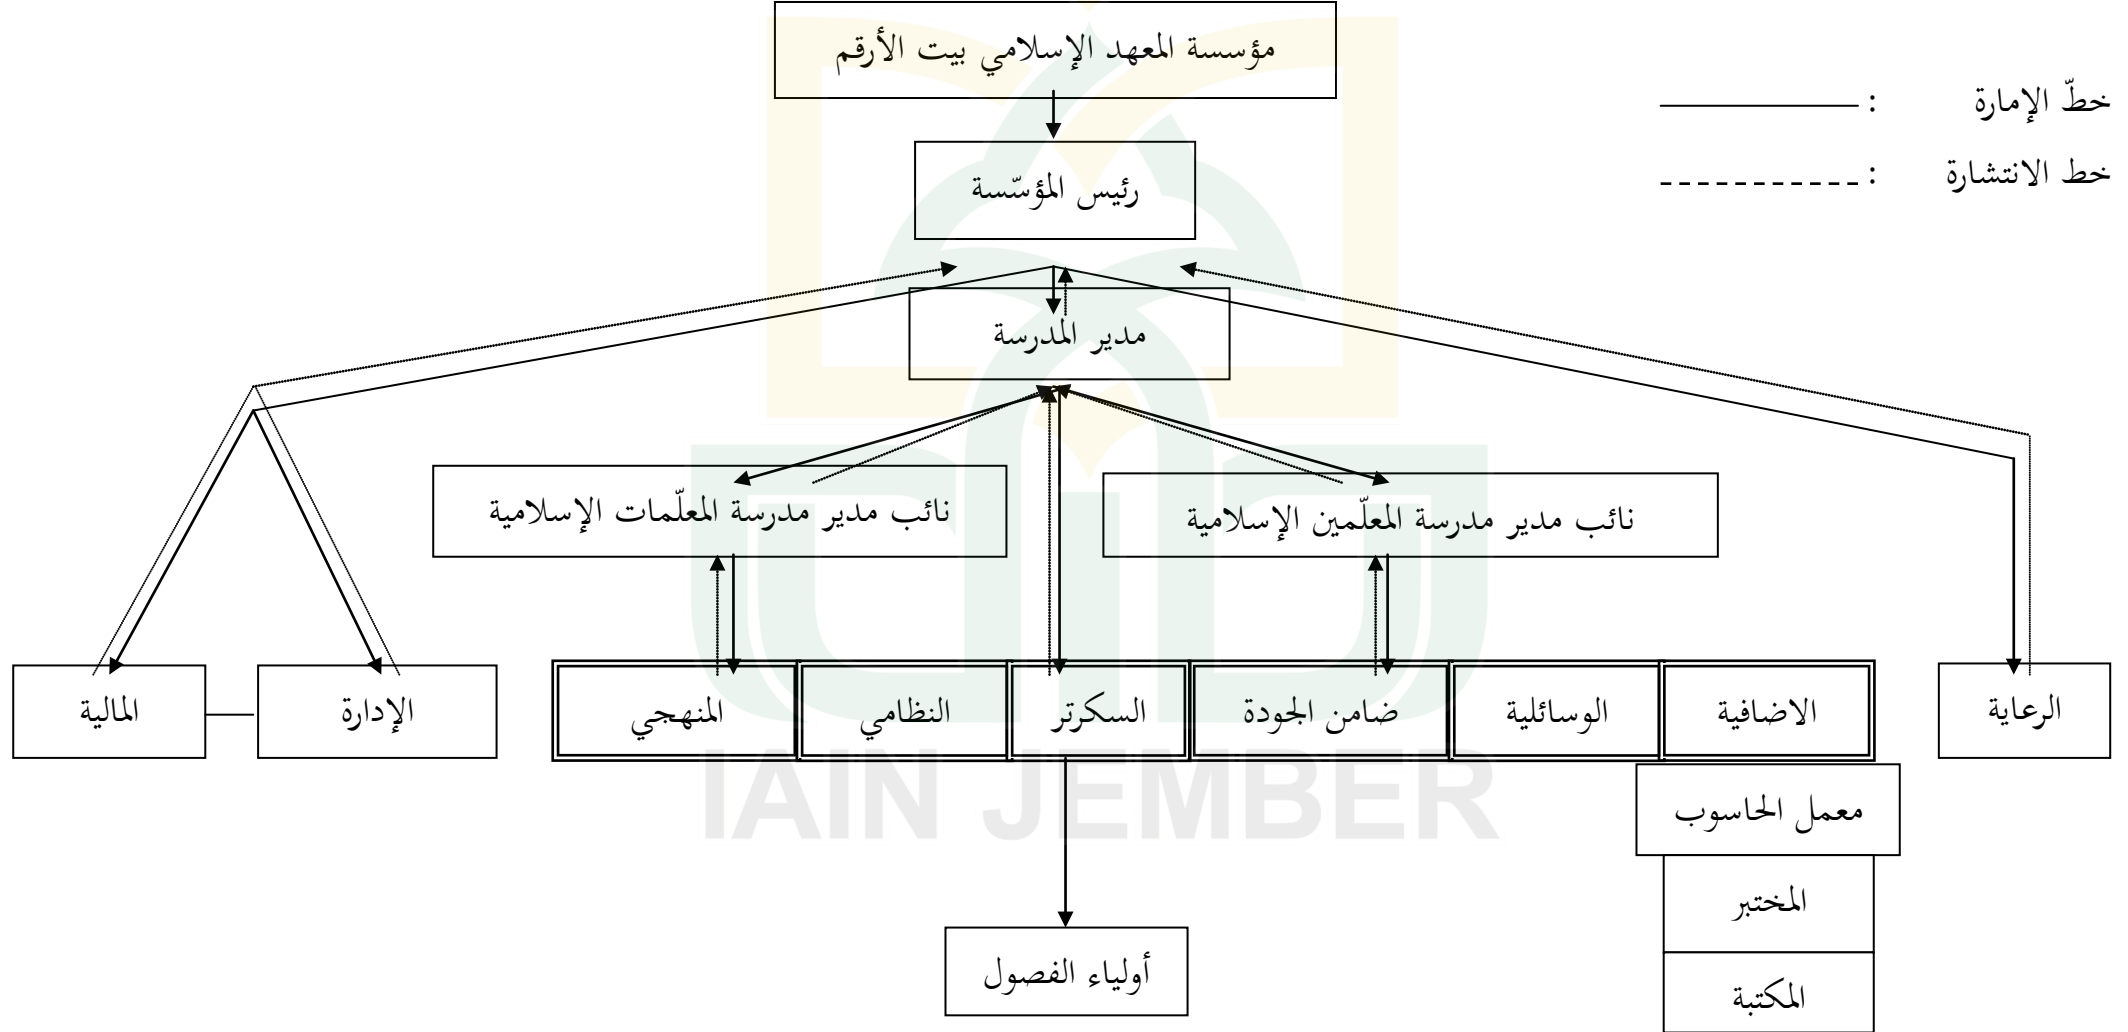 مؤسسة المعهد الإسلامي بيت الأرقم
خطّ الإمارة :
خط الانتشارة :
رئيس المؤسّسة
مدير المدرسة
نائب مدير مدرسة المعلّمين الإسلامية
نائب مدير مدرسة المعلّمات الإسلامية
الرعاية
الاضافية
الوسائلية
ضامن الجودة
السكرتر
النظامي
المنهجي
الإدارة
المالية
معمل الحاسوب
المختبر
المكتبة
أولياء الفصول
IAIN JEMBER